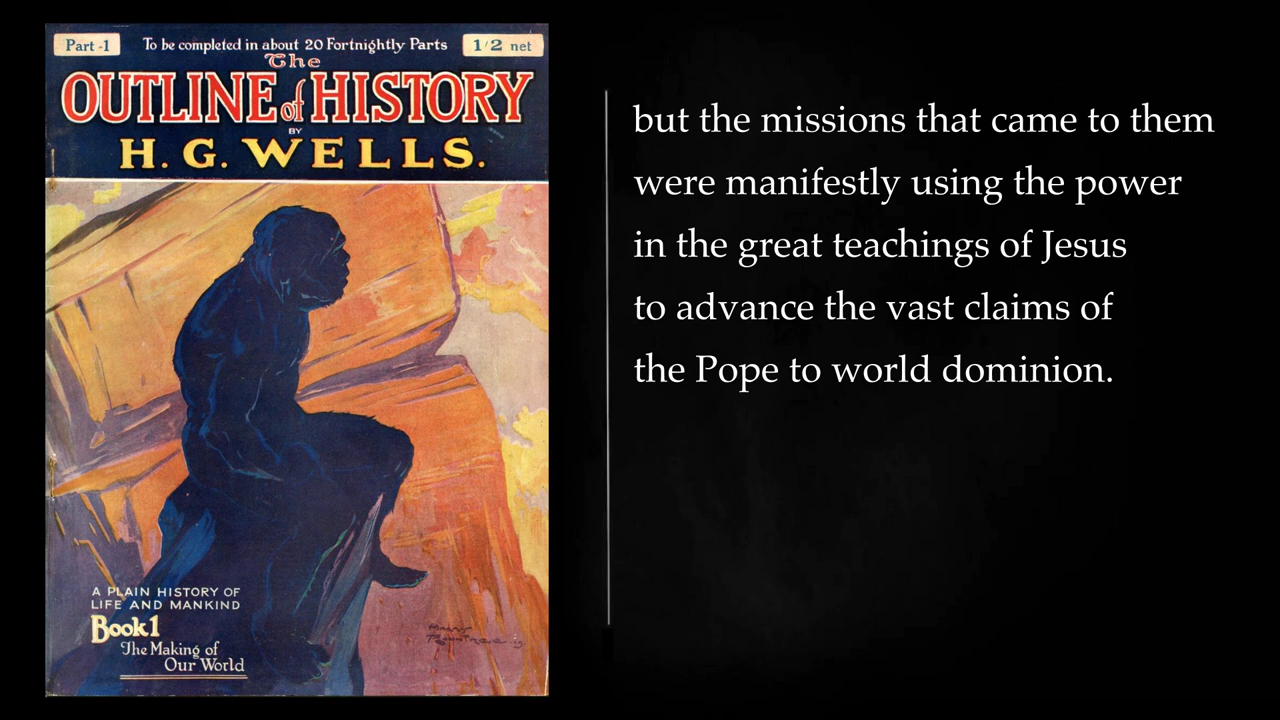 Part -1
To be completed in about 20 Fortnightly Parts
1/2 net
The
OUTLINE of HISTORY
BY
H. G. WELLS.
A PLAIN HISTORY OF
LIFE AND MANKIND
Book 1
The Making of
Our World
but the missions that came to them
were manifestly using the power
in the great teachings of Jesus
to advance the vast claims of
the Pope to world dominion.